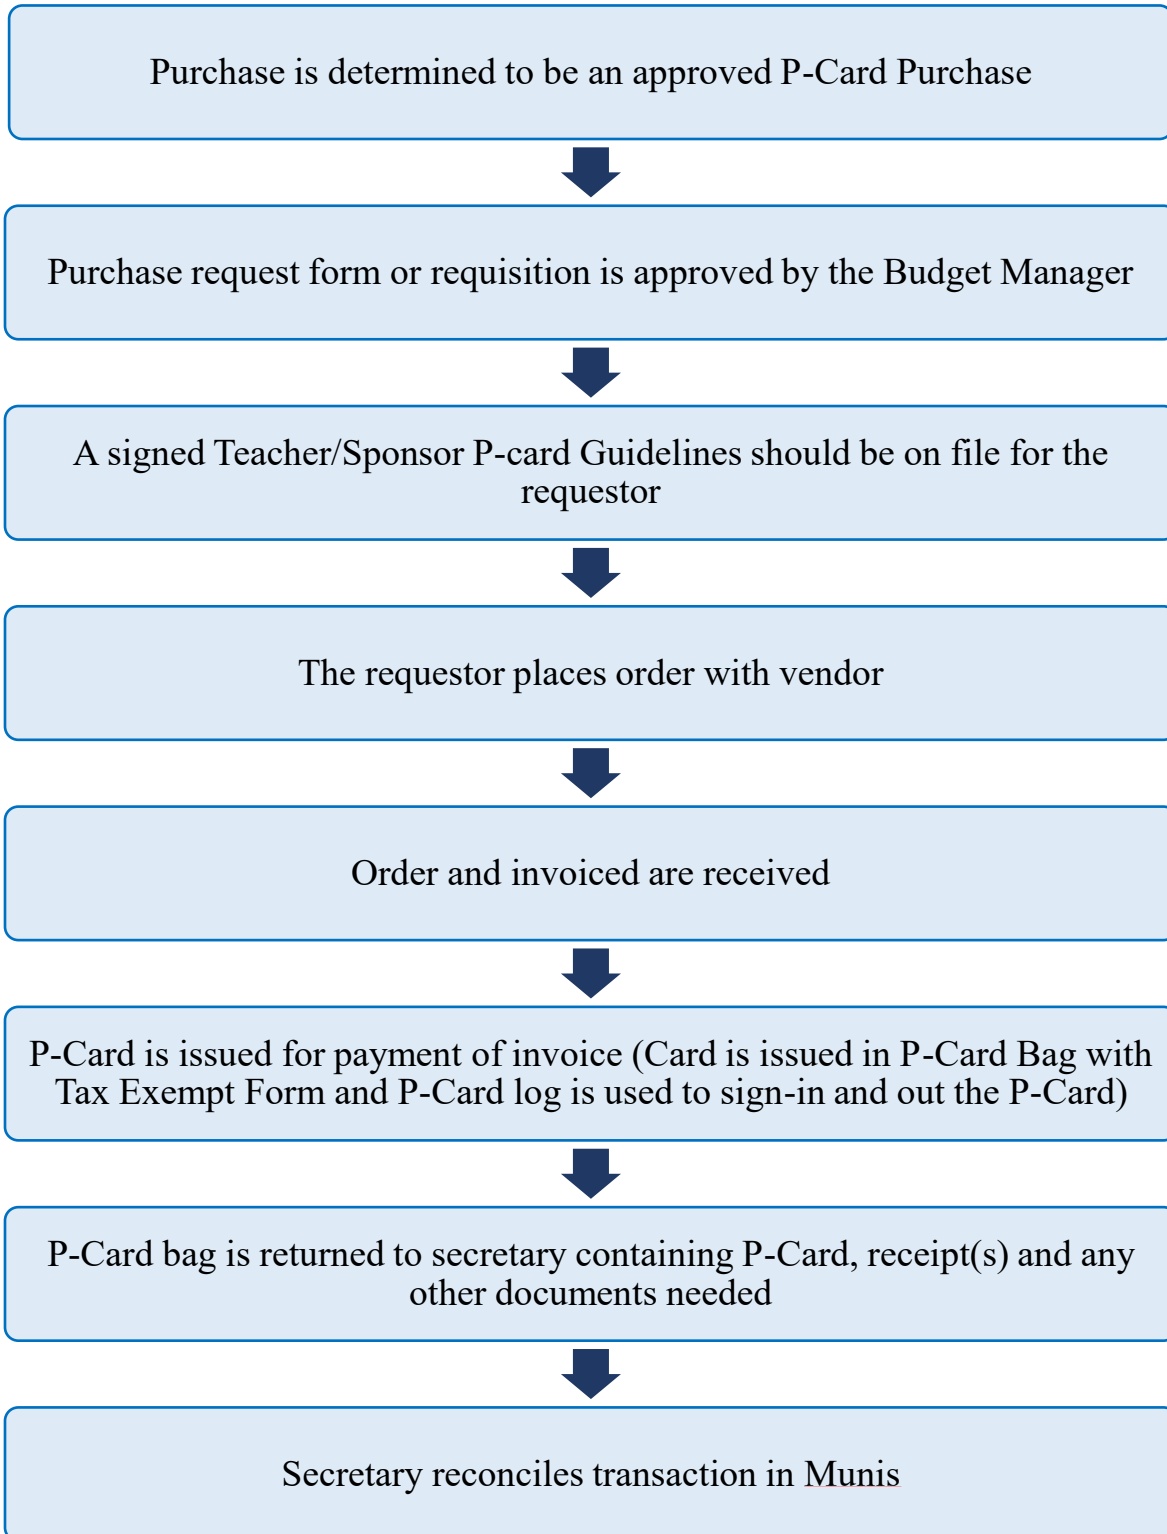 Purchase is determined to be an approved P-Card Purchase
Purchase request form or requisition is approved by the Budget Manager
A signed Teacher/Sponsor P-card Guidelines should be on file for the
requestor
The requestor places order with vendor
Order and invoiced are received
P-Card is issued for payment of invoice (Card is issued in P-Card Bag with
Tax Exempt Form and P-Card log is used to sign-in and out the P-Card)
P-Card bag is returned to secretary containing P-Card, receipt(s) and any
other documents needed
Secretary reconciles transaction in Munis